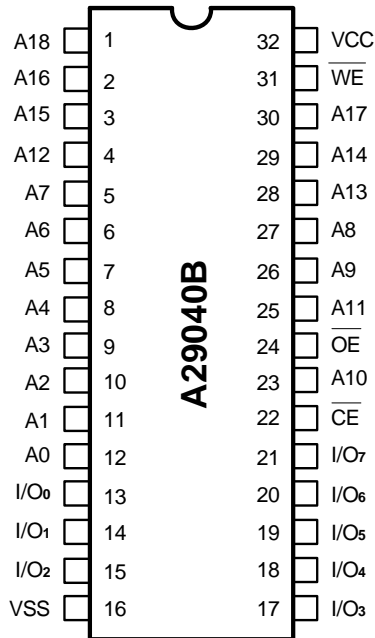 A18 1 32 VCC
A16 2 31 W̅E̅
A15 3 30 A17
A12 4 29 A14
A7 5 28 A13
A6 6 27 A8
A5 7 26 A9
A4 8 25 A11
A3 9 24 O̅E̅
A2 10 23 A10
A1 11 22 C̅E̅
A0 12 21 I/O₇
I/O₀ 13 20 I/O₆
I/O₁ 14 19 I/O₅
I/O₂ 15 18 I/O₄
VSS 16 17 I/O₃
A29040B